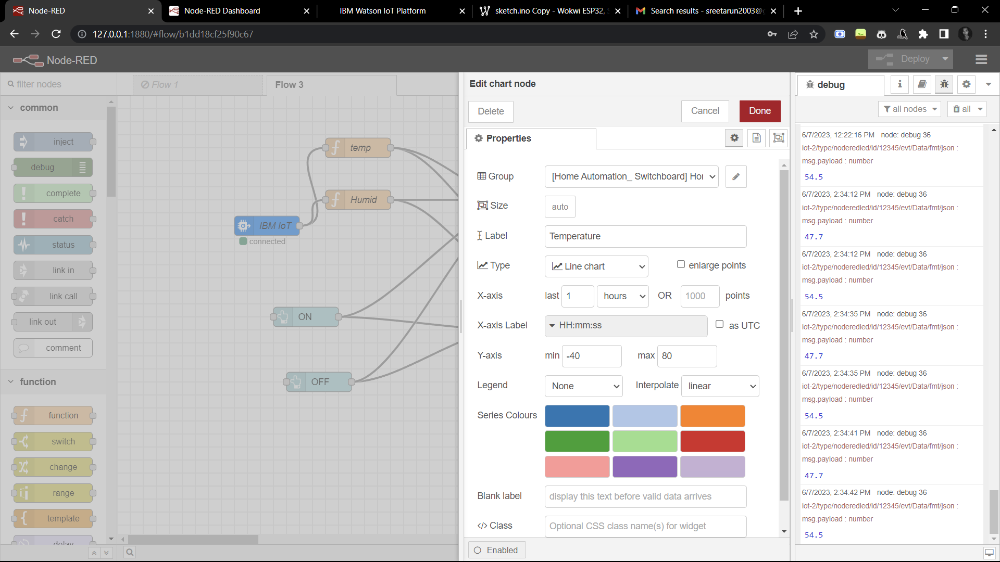 Node-RED
Node-RED Dashboard
IBM Watson IoT Platform
sketch.ino Copy - Wokwi ESP32,
Search results - sreetarun2003@
127.0.0.1:1880/#flow/b1dd18cf25f90c67
Node-RED
Deploy
filter nodes
Flow 1
Flow 3
Edit chart node
debug
common
Delete
Cancel
Done
all nodes
all
inject
debug
complete
catch
status
link in
link call
link out
comment
function
function
switch
change
range
template
delay
temp
Humid
IBM IoT
connected
ON
OFF
Properties
Group
[Home Automation_ Switchboard] Hor
Size
auto
Label
Temperature
Type
Line chart
enlarge points
X-axis
last 1 hours OR 1000 points
X-axis Label
HH:mm:ss
as UTC
Y-axis
min -40
max 80
Legend
None
Interpolate linear
Series Colours
Blank label
display this text before valid data arrives
</> Class
Optional CSS class name(s) for widget
Enabled
6/7/2023, 12:22:16 PM node: debug 36
iot-2/type/noderedled/id/12345/evt/Data/fmt/json :
msg.payload : number
54.5
6/7/2023, 2:34:12 PM node: debug 36
iot-2/type/noderedled/id/12345/evt/Data/fmt/json :
msg.payload : number
47.7
6/7/2023, 2:34:12 PM node: debug 36
iot-2/type/noderedled/id/12345/evt/Data/fmt/json :
msg.payload : number
54.5
6/7/2023, 2:34:35 PM node: debug 36
iot-2/type/noderedled/id/12345/evt/Data/fmt/json :
msg.payload : number
47.7
6/7/2023, 2:34:35 PM node: debug 36
iot-2/type/noderedled/id/12345/evt/Data/fmt/json :
msg.payload : number
54.5
6/7/2023, 2:34:41 PM node: debug 36
iot-2/type/noderedled/id/12345/evt/Data/fmt/json :
msg.payload : number
47.7
6/7/2023, 2:34:42 PM node: debug 36
iot-2/type/noderedled/id/12345/evt/Data/fmt/json :
msg.payload : number
54.5